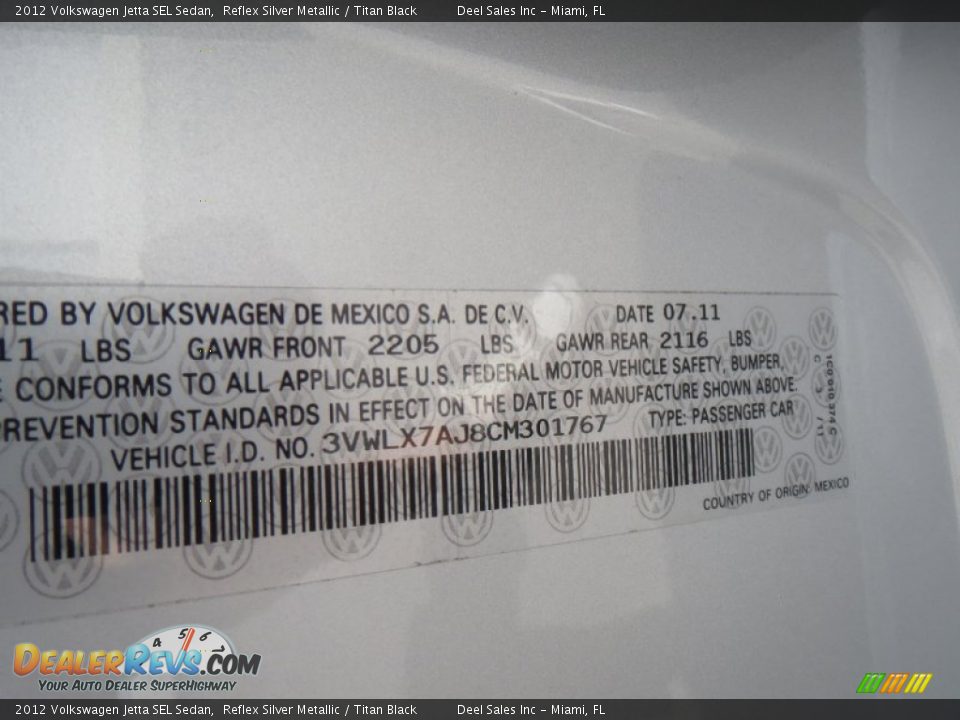 2012 Volkswagen Jetta SEL Sedan,  Reflex Silver Metallic / Titan Black   Deel Sales Inc - Miami, FL
RED BY VOLKSWAGEN DE MEXICO S.A. DE C.V.   DATE 07.11
11 LBS   GAWR FRONT 2205 LBS   GAWR REAR 2116 LBS
CONFORMS TO ALL APPLICABLE U.S. FEDERAL MOTOR VEHICLE SAFETY, BUMPER,
PREVENTION STANDARDS IN EFFECT ON THE DATE OF MANUFACTURE SHOWN ABOVE.
VEHICLE I.D. NO. 3VWLX7AJ8CM301767   TYPE: PASSENGER CAR
COUNTRY OF ORIGIN: MEXICO
4 5 6
DEALERREVS.COM
YOUR AUTO DEALER SUPERHIGHWAY
2012 Volkswagen Jetta SEL Sedan,  Reflex Silver Metallic / Titan Black   Deel Sales Inc - Miami, FL